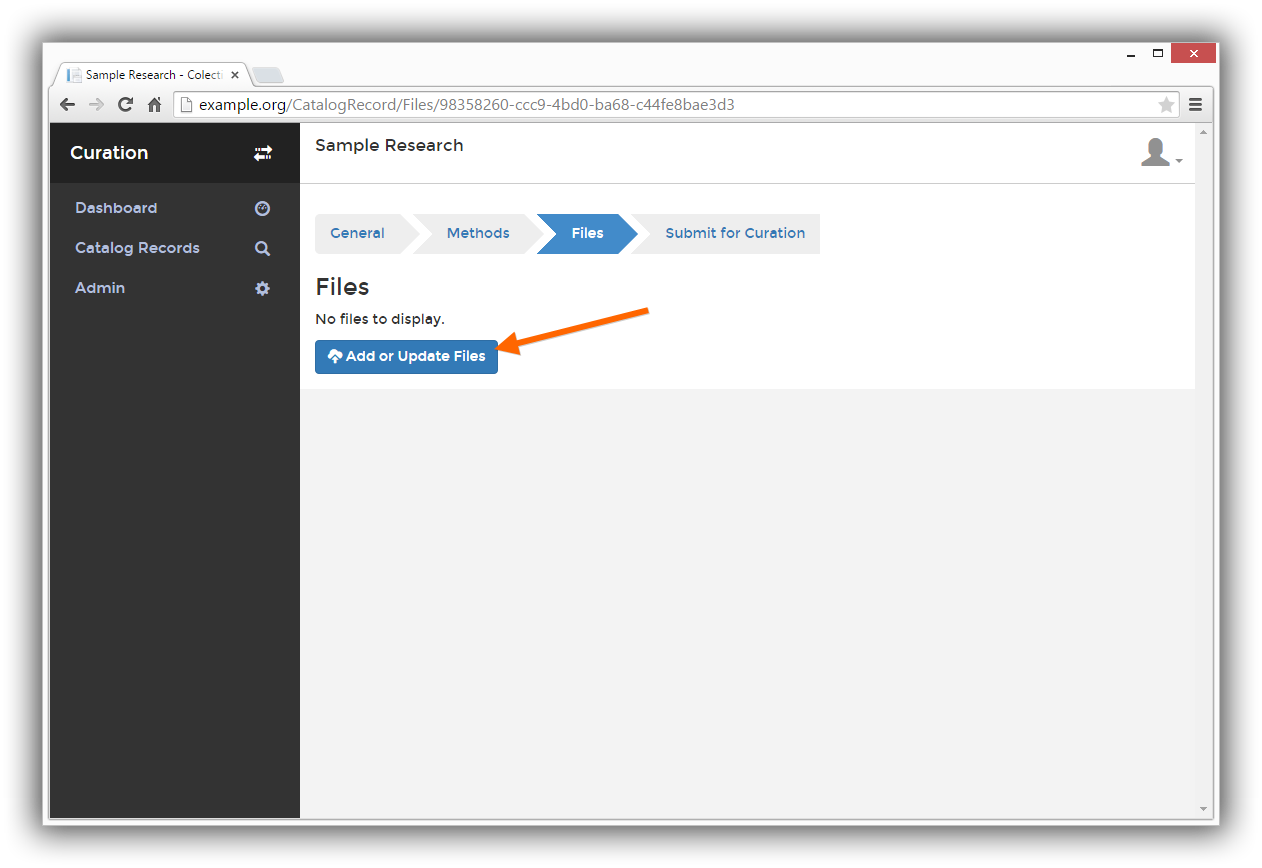 Sample Research - Colecti
example.org/CatalogRecord/Files/98358260-ccc9-4bd0-ba68-c44fe8bae3d3
Curation
Sample Research
Dashboard
Catalog Records
Admin
General
Methods
Files
Submit for Curation
Files
No files to display.
Add or Update Files